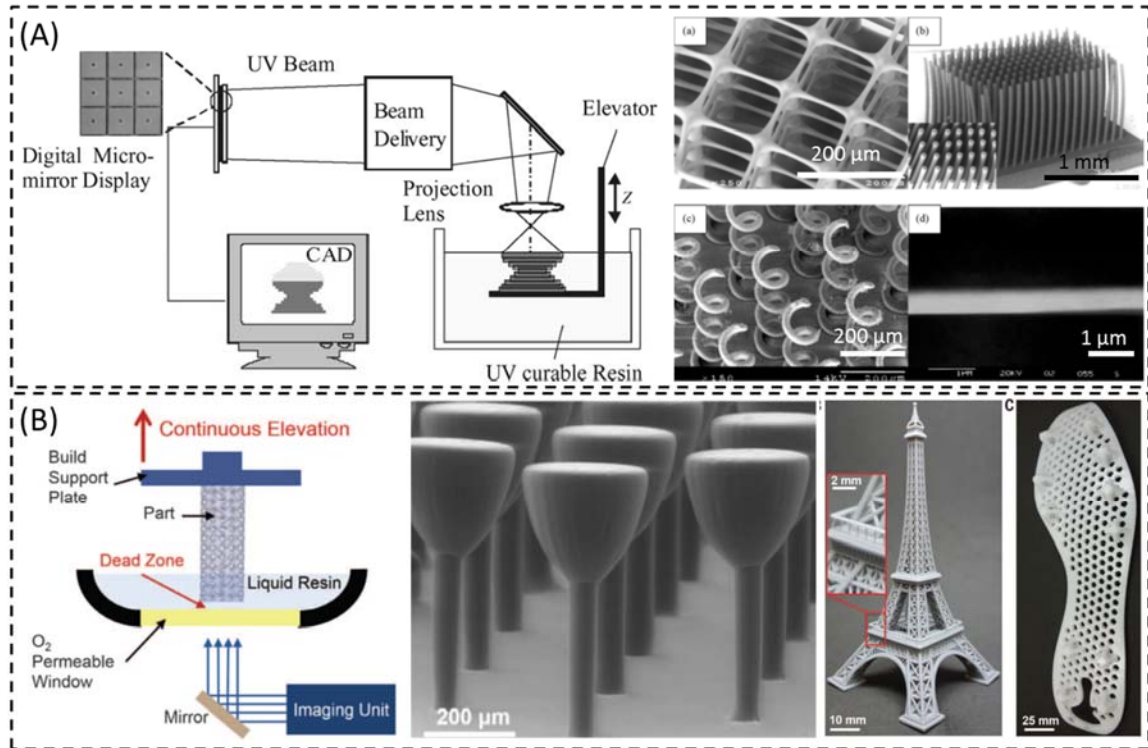 (A)
UV Beam
Digital Micro-
mirror Display
Beam
Delivery
Elevator
Projection
Lens
Z
CAD
UV curable Resin
(a)
200 μm
(b)
1 mm
(c)
200 μm
(d)
1 μm
(B)
Continuous Elevation
Build
Support
Plate
Part
Dead Zone
Liquid Resin
O2
Permeable
Window
Mirror
Imaging Unit
200 μm
2 mm
10 mm
C
25 mm